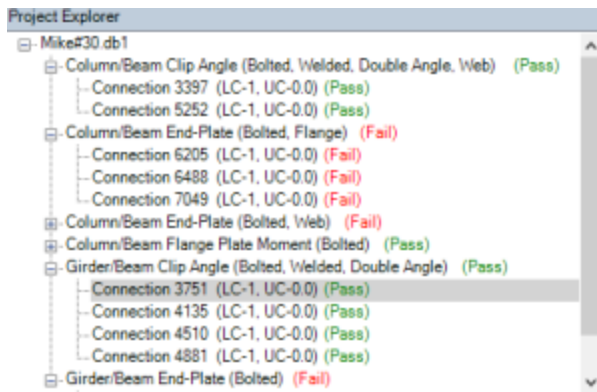 Project Explorer
Mike#30.db1
Column/Beam Clip Angle (Bolted, Welded, Double Angle, Web) (Pass)
Connection 3397 (LC-1, UC-0.0) (Pass)
Connection 5252 (LC-1, UC-0.0) (Pass)
Column/Beam End-Plate (Bolted, Flange) (Fail)
Connection 6205 (LC-1, UC-0.0) (Fail)
Connection 6488 (LC-1, UC-0.0) (Fail)
Connection 7049 (LC-1, UC-0.0) (Fail)
Column/Beam End-Plate (Bolted, Web) (Fail)
Column/Beam Flange Plate Moment (Bolted) (Pass)
Girder/Beam Clip Angle (Bolted, Welded, Double Angle) (Pass)
Connection 3751 (LC-1, UC-0.0) (Pass)
Connection 4135 (LC-1, UC-0.0) (Pass)
Connection 4510 (LC-1, UC-0.0) (Pass)
Connection 4881 (LC-1, UC-0.0) (Pass)
Girder/Beam End-Plate (Bolted) (Fail)